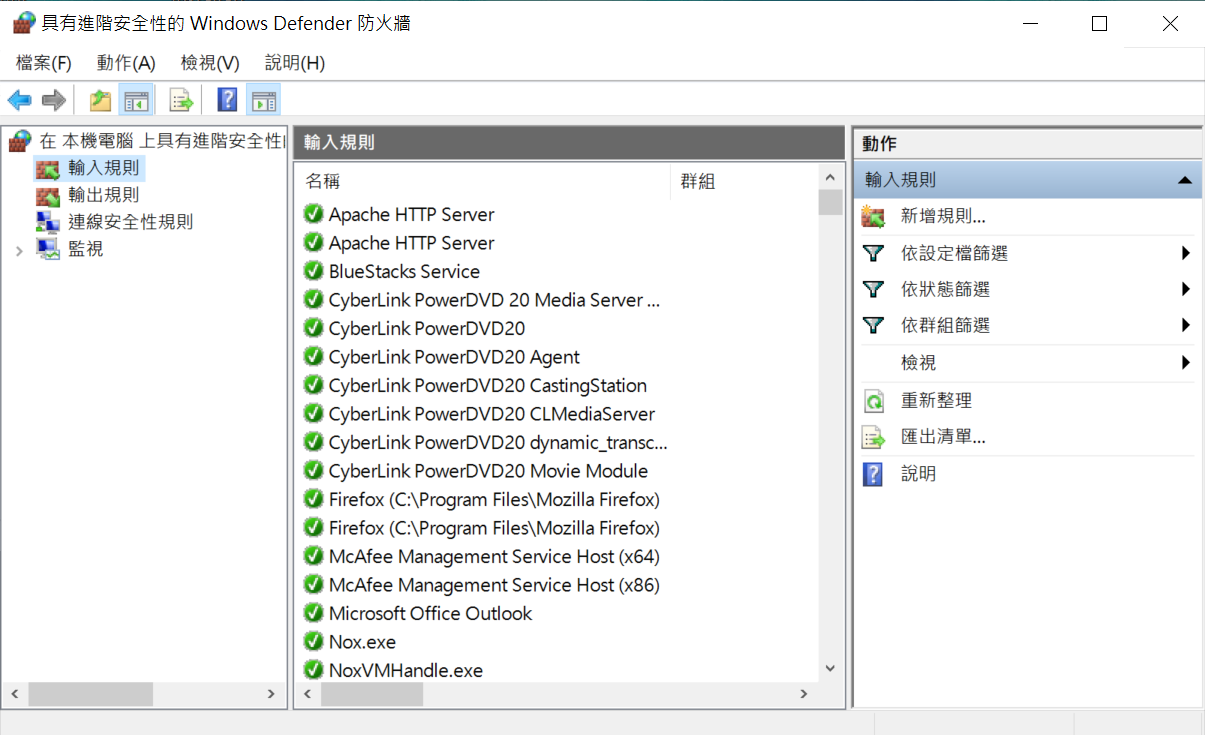 具有進階安全性的 Windows Defender 防火牆
檔案(F) 動作(A) 檢視(V) 說明(H)
在 本機電腦 上具有進階安全性
輸入規則
輸出規則
連線安全性規則
監視
輸入規則
名稱 群組
Apache HTTP Server
Apache HTTP Server
BlueStacks Service
CyberLink PowerDVD 20 Media Server ...
CyberLink PowerDVD20
CyberLink PowerDVD20 Agent
CyberLink PowerDVD20 CastingStation
CyberLink PowerDVD20 CLMediaServer
CyberLink PowerDVD20 dynamic_transc...
CyberLink PowerDVD20 Movie Module
Firefox (C:\Program Files\Mozilla Firefox)
Firefox (C:\Program Files\Mozilla Firefox)
McAfee Management Service Host (x64)
McAfee Management Service Host (x86)
Microsoft Office Outlook
Nox.exe
NoxVMHandle.exe
動作
輸入規則
新增規則...
依設定檔篩選
依狀態篩選
依群組篩選
檢視
重新整理
匯出清單...
說明